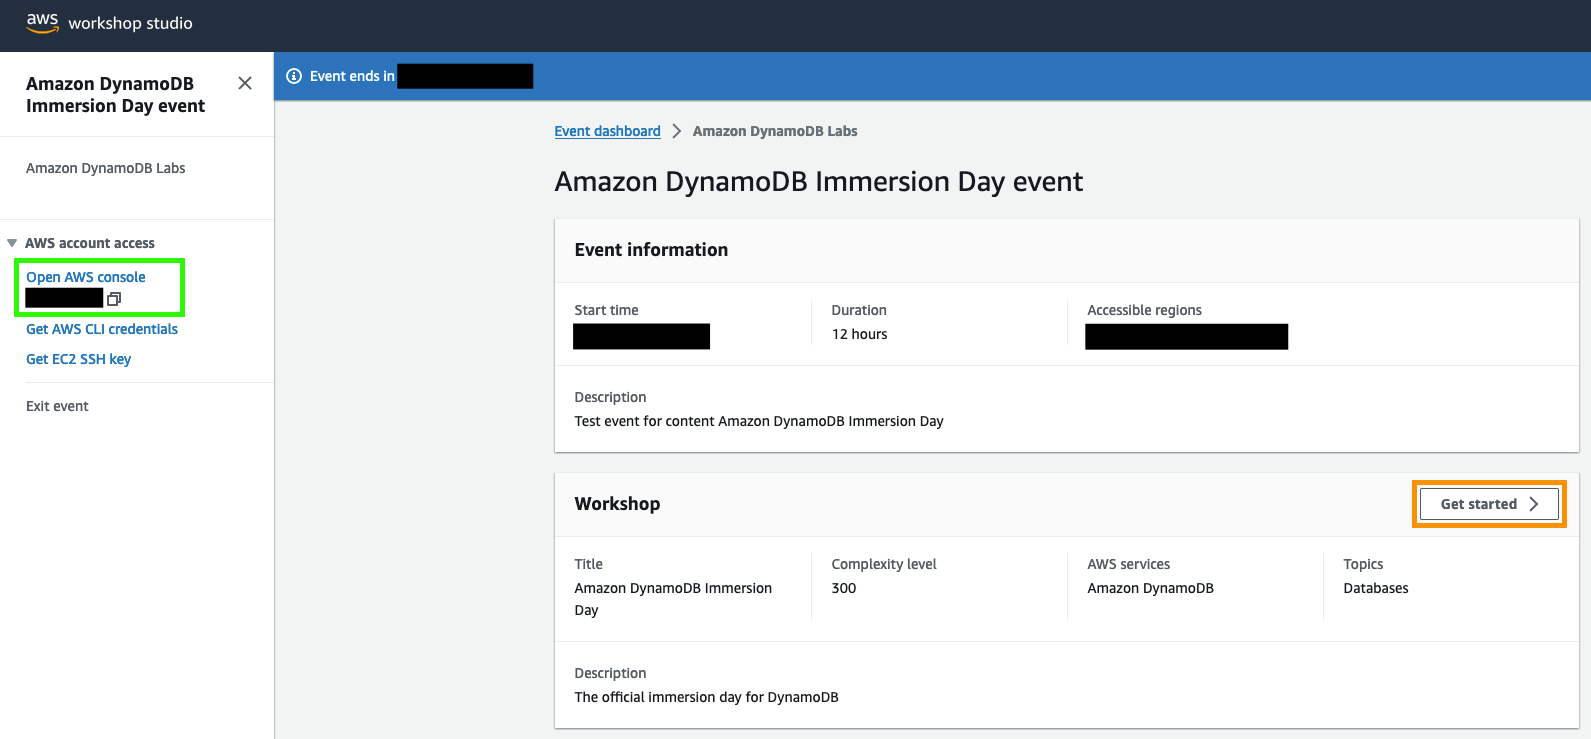 aws workshop studio
Amazon DynamoDB
Immersion Day event
Amazon DynamoDB Labs
AWS account access
Open AWS console
Get AWS CLI credentials
Get EC2 SSH key
Exit event
Event ends in
Event dashboard > Amazon DynamoDB Labs
Amazon DynamoDB Immersion Day event
Event information
Start time
Duration
12 hours
Accessible regions
Description
Test event for content Amazon DynamoDB Immersion Day
Workshop
Get started
Title
Amazon DynamoDB Immersion
Day
Complexity level
300
AWS services
Amazon DynamoDB
Topics
Databases
Description
The official immersion day for DynamoDB